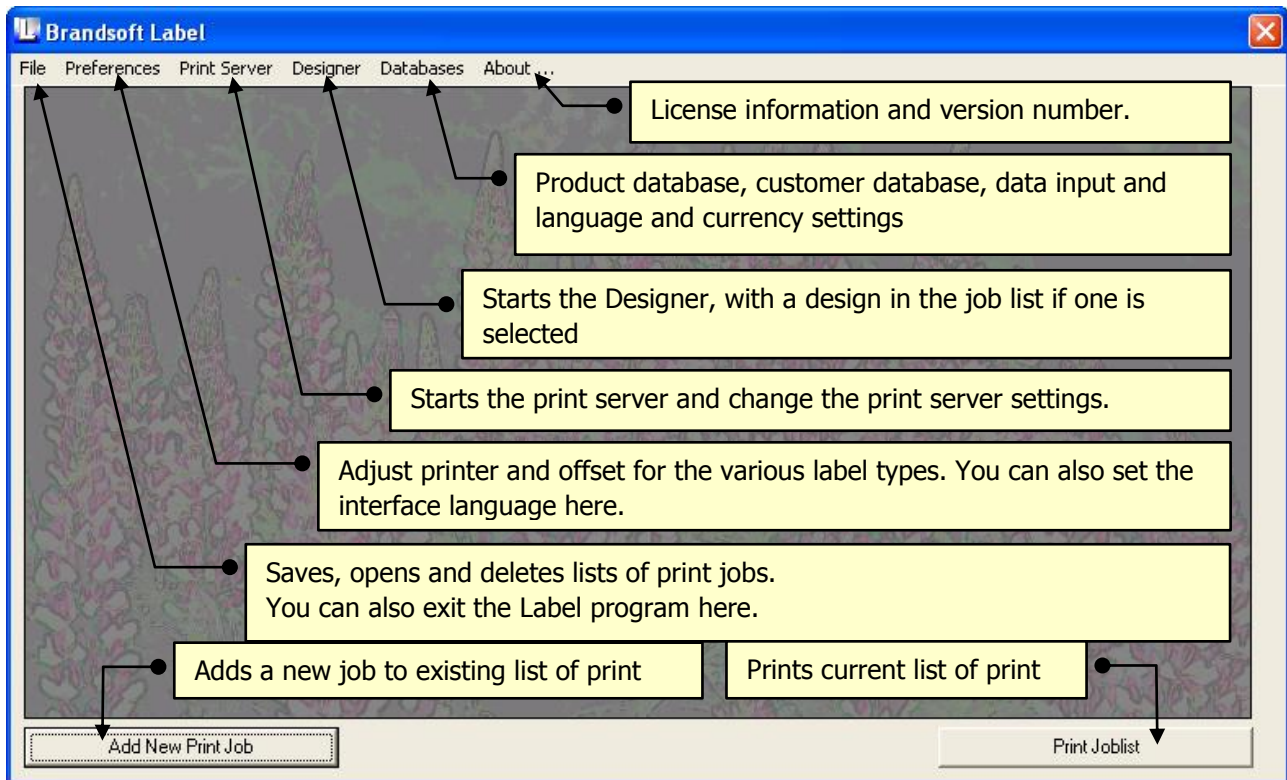 Brandsoft Label
File Preferences Print Server Designer Databases About ...
License information and version number.
Product database, customer database, data input and
language and currency settings
Starts the Designer, with a design in the job list if one is
selected
Starts the print server and change the print server settings.
Adjust printer and offset for the various label types. You can also set the
interface language here.
Saves, opens and deletes lists of print jobs.
You can also exit the Label program here.
Adds a new job to existing list of print
Prints current list of print
Add New Print Job
Print Joblist